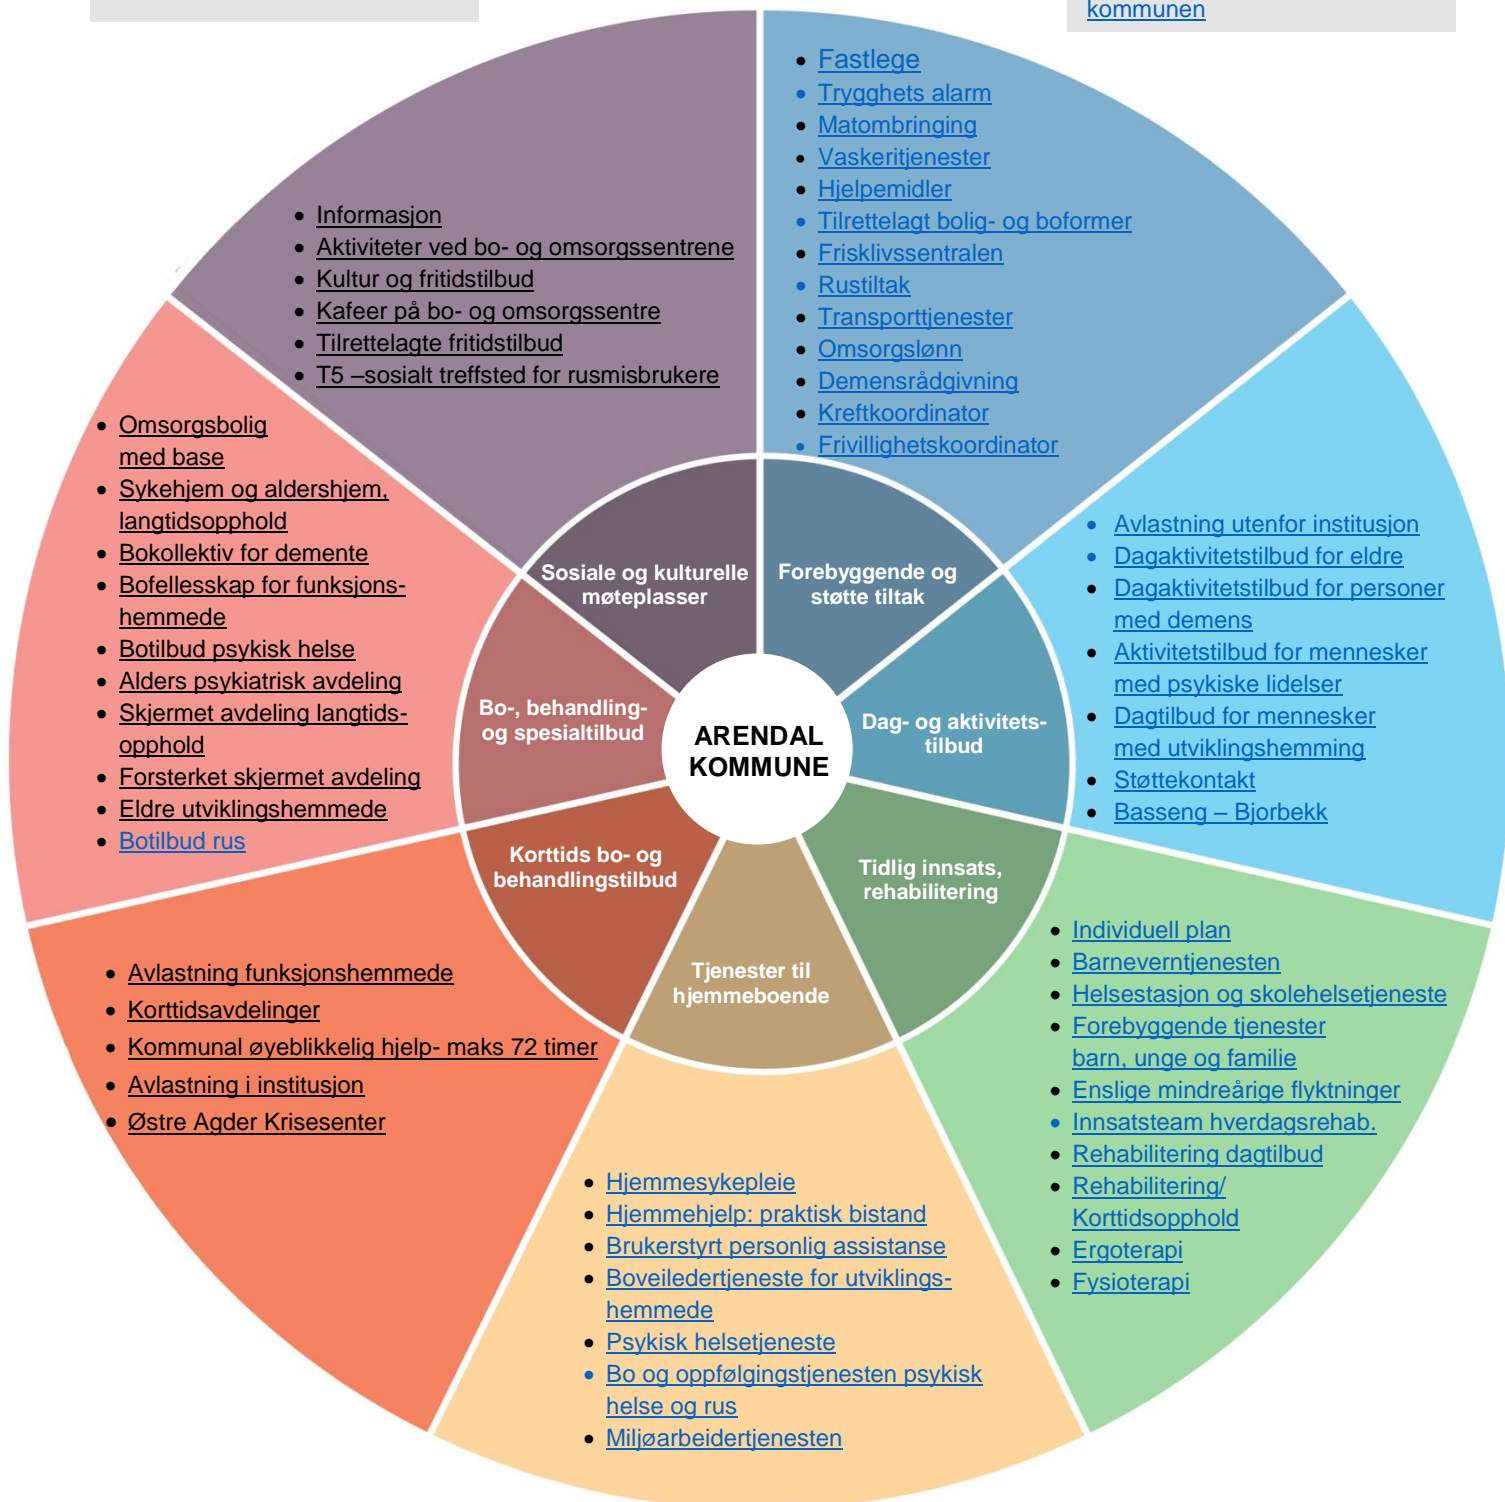 kommunen
Fastlege
Trygghets alarm
Matombringing
Vaskeritjenester
Hjelpemidler
Tilrettelagt bolig- og boformer
Frisklivssentralen
Rustiltak
Transporttjenester
Omsorgslønn
Demensrådgivning
Kreftkoordinator
Frivillighetskoordinator
Avlastning utenfor institusjon
Dagaktivitetstilbud for eldre
Dagaktivitetstilbud for personer
med demens
Aktivitetstilbud for mennesker
med psykiske lidelser
Dagtilbud for mennesker
med utviklingshemming
Støttekontakt
Basseng – Bjorbekk
Individuell plan
Barneverntjenesten
Helsestasjon og skolehelsetjeneste
Forebyggende tjenester
barn, unge og familie
Enslige mindreårige flyktninger
Innsatsteam hverdagsrehab.
Rehabilitering dagtilbud
Rehabilitering/
Korttidsopphold
Ergoterapi
Fysioterapi
Hjemmesykepleie
Hjemmehjelp: praktisk bistand
Brukerstyrt personlig assistanse
Boveiledertjeneste for utviklings-
hemmede
Psykisk helsetjeneste
Bo og oppfølgingstjenesten psykisk
helse og rus
Miljøarbeidertjenesten
Avlastning funksjonshemmede
Korttidsavdelinger
Kommunal øyeblikkelig hjelp- maks 72 timer
Avlastning i institusjon
Østre Agder Krisesenter
Omsorgsbolig
med base
Sykehjem og aldershjem,
langtidsopphold
Bokollektiv for demente
Bofellesskap for funksjons-
hemmede
Botilbud psykisk helse
Alders psykiatrisk avdeling
Skjermet avdeling langtids-
opphold
Forsterket skjermet avdeling
Eldre utviklingshemmede
Botilbud rus
Informasjon
Aktiviteter ved bo- og omsorgssentrene
Kultur og fritidstilbud
Kafeer på bo- og omsorgssentre
Tilrettelagte fritidstilbud
T5 –sosialt treffsted for rusmisbrukere
Sosiale og kulturelle
møteplasser
Forebyggende og
støtte tiltak
Dag- og aktivitets-
tilbud
Tidlig innsats,
rehabilitering
Tjenester til
hjemmeboende
Korttids bo- og
behandlingstilbud
Bo-, behandling-
og spesialtilbud
ARENDAL
KOMMUNE